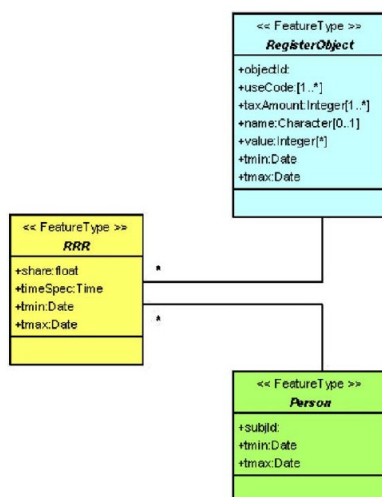 << FeatureType >>
RegisterObject
+objectId:
+useCode:[1..*]
+taxAmount:Integer[1..*]
+name:Character[0..1]
+value:Integer[*]
+tmin:Date
+tmax:Date
<< FeatureType >>
RRR
+share:float
+timeSpec:Time
+tmin:Date
+tmax:Date
*
*
<< FeatureType >>
Person
+subjId:
+tmin:Date
+tmax:Date